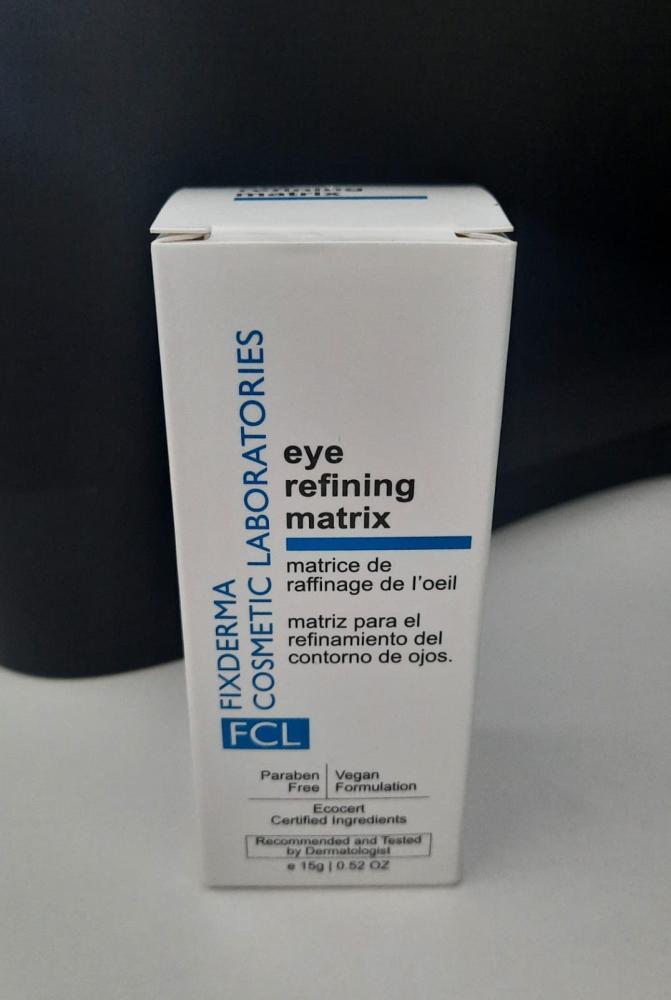 refining
matrix
FIXDERMA
COSMETIC LABORATORIES
FCL
eye
refining
matrix
matrice de
raffinage de l'oeil
matriz para el
refinamiento del
contorno de ojos.
Paraben Free | Vegan Formulation
Ecocert
Certified Ingredients
Recommended and Tested
by Dermatologist
e 15g | 0.52 OZ